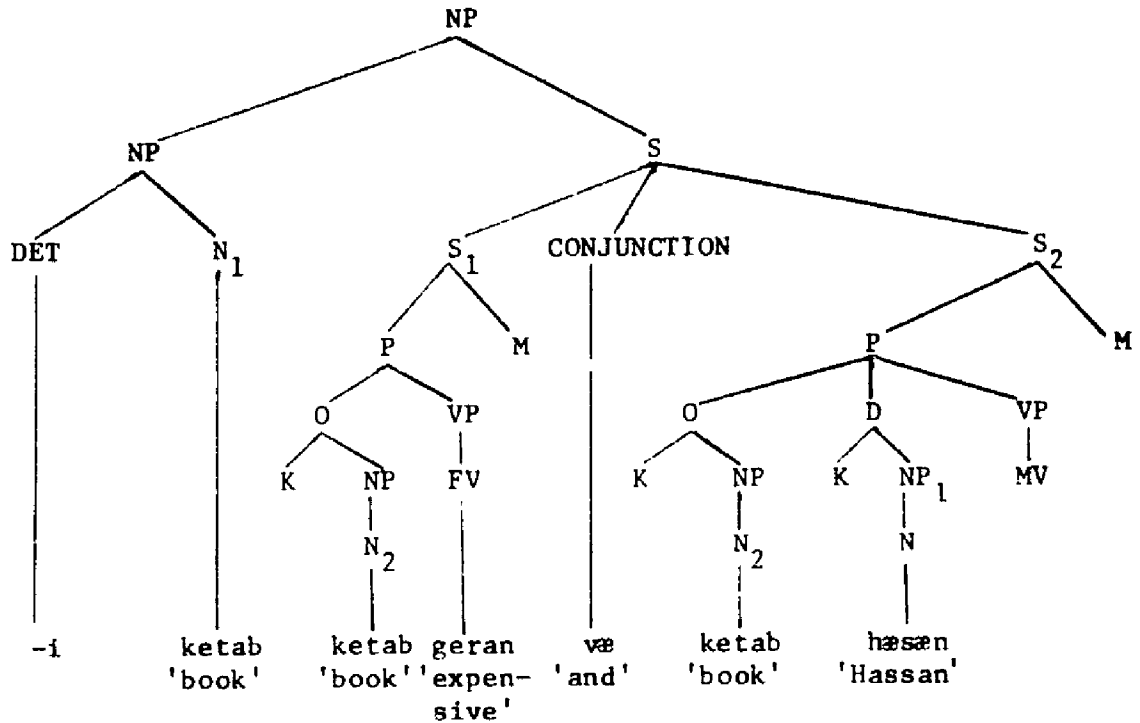 NP
NP S
DET N1 S1 CONJUNCTION S2
P M P M
O VP O D VP
K NP FV K NP K NP1 MV
N2 N2 N
-i ketab ketab geran væ ketab hæsæn
'book' 'book' 'expen- 'and' 'book' 'Hassan'
sive'